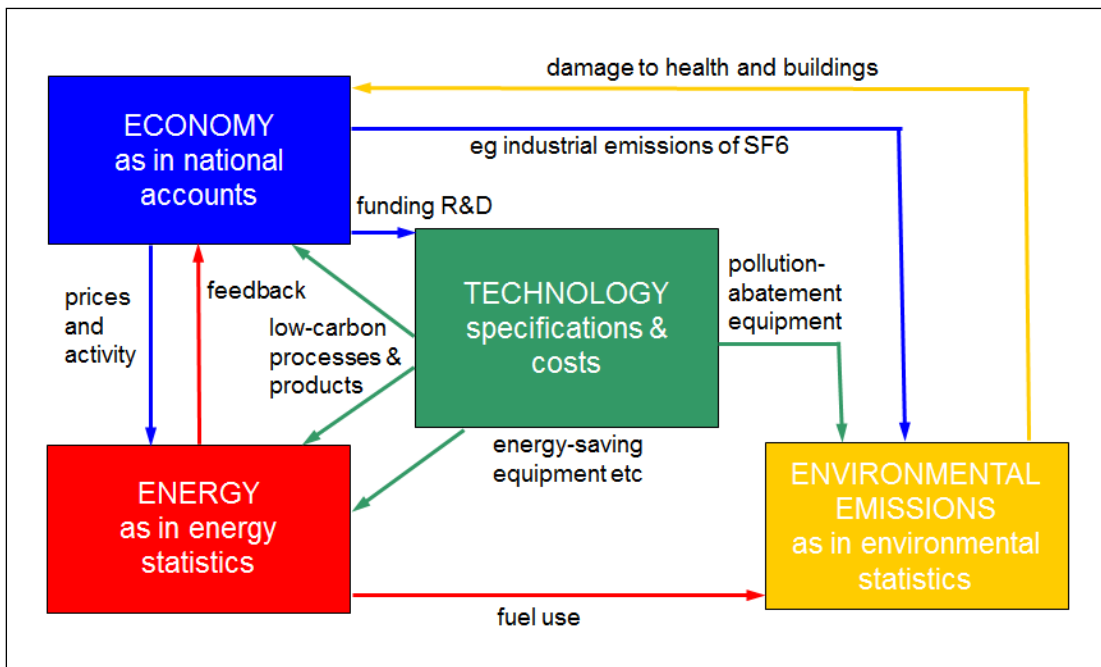 damage to health and buildings
ECONOMY
as in national
accounts
eg industrial emissions of SF6
funding R&D
prices
and
activity
feedback
low-carbon
processes &
products
TECHNOLOGY
specifications &
costs
pollution-
abatement
equipment
energy-saving
equipment etc
ENERGY
as in energy
statistics
ENVIRONMENTAL
EMISSIONS
as in environmental
statistics
fuel use